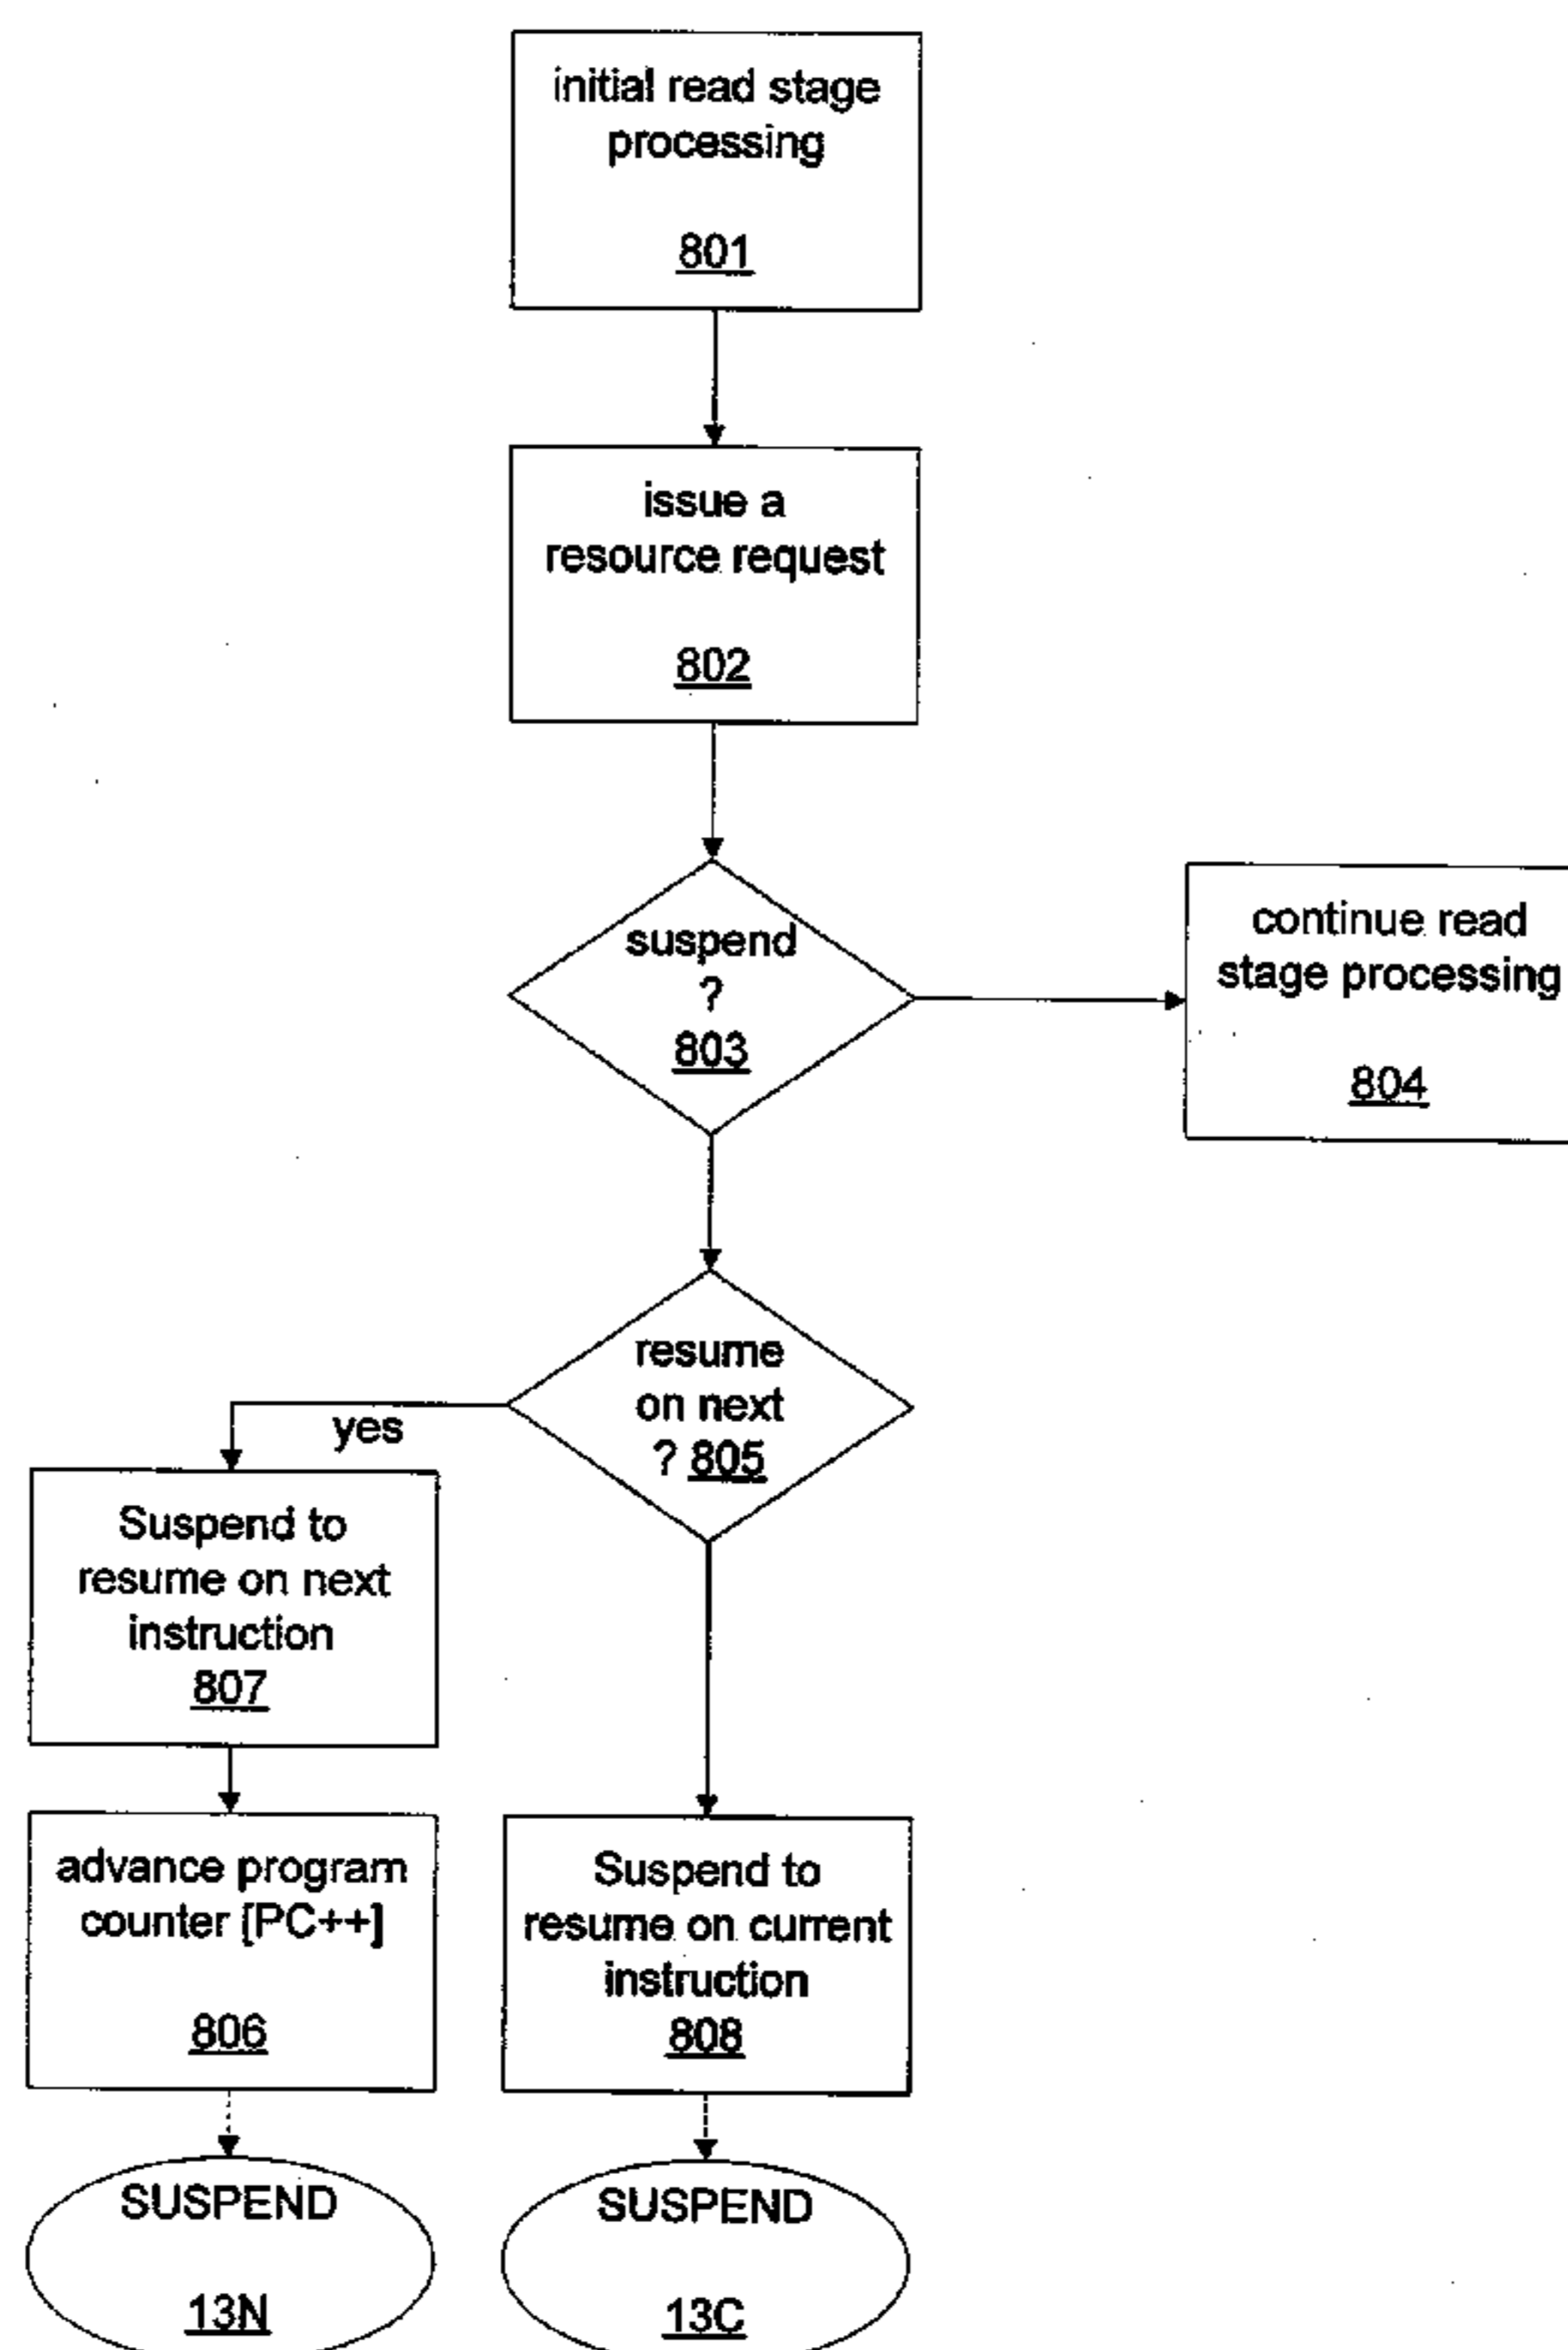 initial read stage
processing
801
issue a
resource request
802
suspend
?
803
continue read
stage processing
804
resume
on next
? 805
yes
Suspend to
resume on next
instruction
807
advance program
counter [PC++]
806
Suspend to
resume on current
instruction
808
SUSPEND
13N
SUSPEND
13C